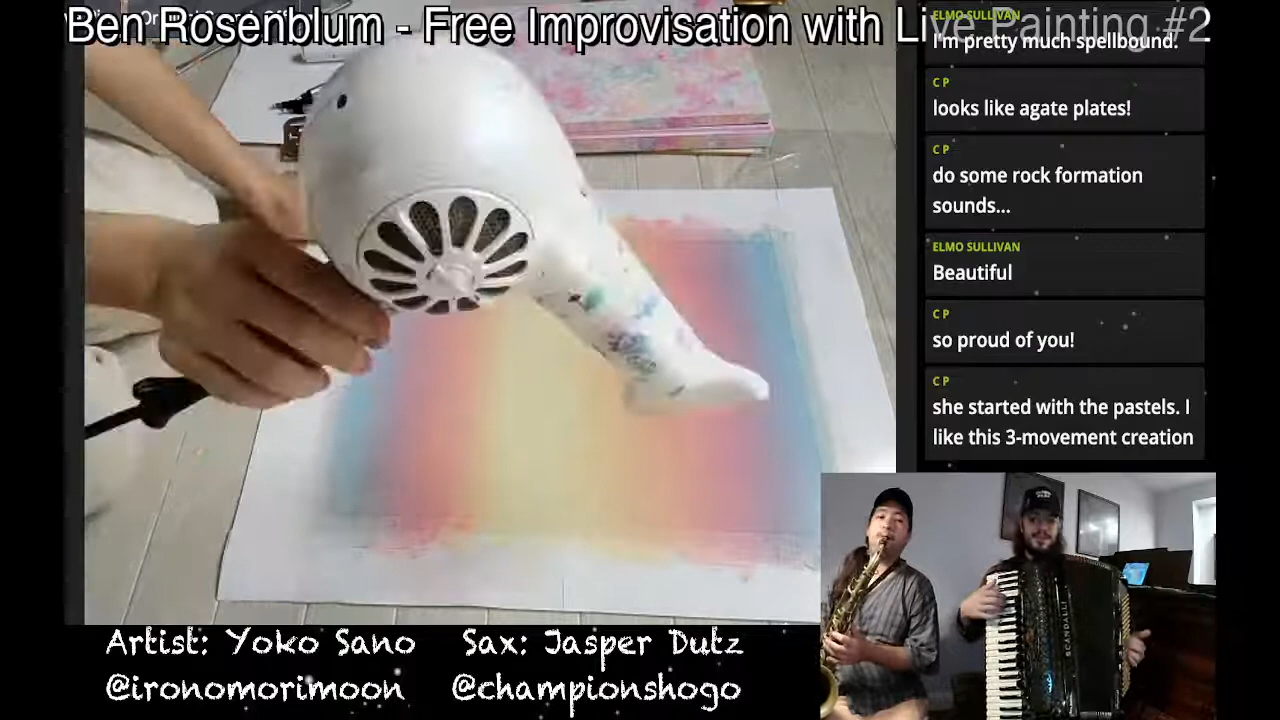 Ben Rosenblum - Free Improvisation with Live Painting #2
ELMO SULLIVAN
I'm pretty much spellbound.
C P
looks like agate plates!
C P
do some rock formation
sounds...
ELMO SULLIVAN
Beautiful
C P
so proud of you!
C P
she started with the pastels. I
like this 3-movement creation
SCANDALLI
Artist: Yoko Sano
Sax: Jasper Dutz
@ironomorimoon
@championshogo